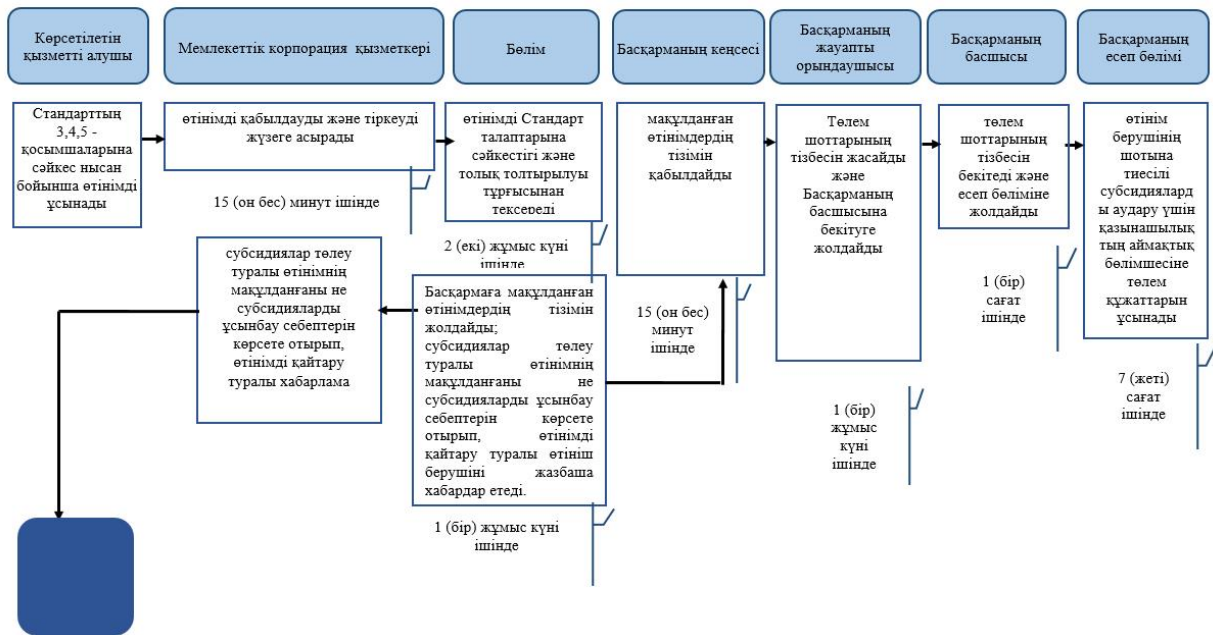 Көрсетілетін
қызметті алушы
Мемлекеттік корпорация қызметкері
Бөлім
Басқарманың кеңсесі
Басқарманың
жауапты
орындаушысы
Басқарманың
басшысы
Басқарманың
есеп бөлімі
Стандарттың
3,4,5 -
қосымшаларына
сәйкес нысан
бойынша өтінімді
ұсынады
өтінімді қабылдауды және тіркеуді
жүзеге асырады
15 (он бес) минут ішінде
өтінімді Стандарт
талаптарына
сәйкестігі және
толық толтырылуы
тұрғысынан
тексереді
2 (екі) жұмыс күні
ішінде
мақұлданған
өтінімдердің
тізімін
қабылдайды
15 (он бес)
минут
ішінде
Төлем
шоттарының
тізбесін жасайды
және
Басқарманың
басшысына
бекітуге
жолдайды
1 (бір)
жұмыс
күні
ішінде
төлем
шоттарының
тізбесін
бекітеді және
есеп бөліміне
жолдайды
1 (бір)
сағат
ішінде
өтінім
берушінің
шотына
тиесілі
субсидиялард
ы аудару үшін
қазынашылық
тың аймақтық
бөлімшесіне
төлем
құжаттарын
ұсынады
7 (жеті)
сағат
ішінде
субсидиялар төлеу
туралы өтінімнің
мақұлданғаны не
субсидияларды
ұсынбау себептерін
көрсете отырып,
өтінімді қайтару
туралы хабарлама
Басқармаға мақұлданған
өтінімдердің тізімін
жолдайды;
субсидиялар төлеу
туралы өтінімнің
мақұлданғаны не
субсидияларды ұсынбау
себептерін көрсете
отырып, өтінімді
қайтару туралы өтініш
берушіні жазбаша
хабардар етеді.
1 (бір) жұмыс күні
ішінде